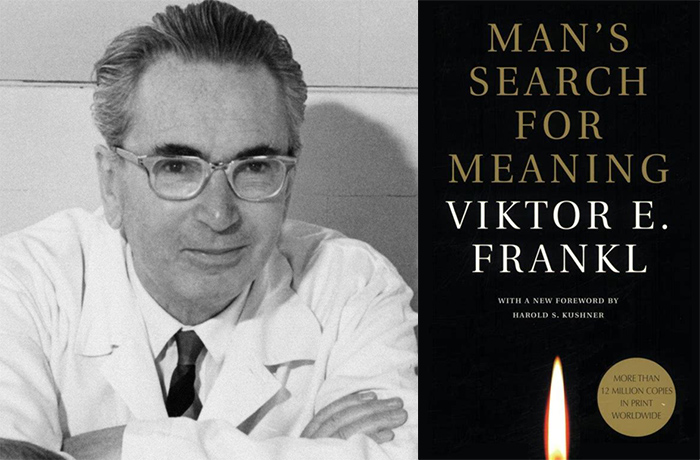 MAN'S
SEARCH
FOR
MEANING
VIKTOR E.
FRANKL
WITH A NEW FOREWORD BY
HAROLD S. KUSHNER
MORE THAN
12 MILLION COPIES
IN PRINT
WORLDWIDE